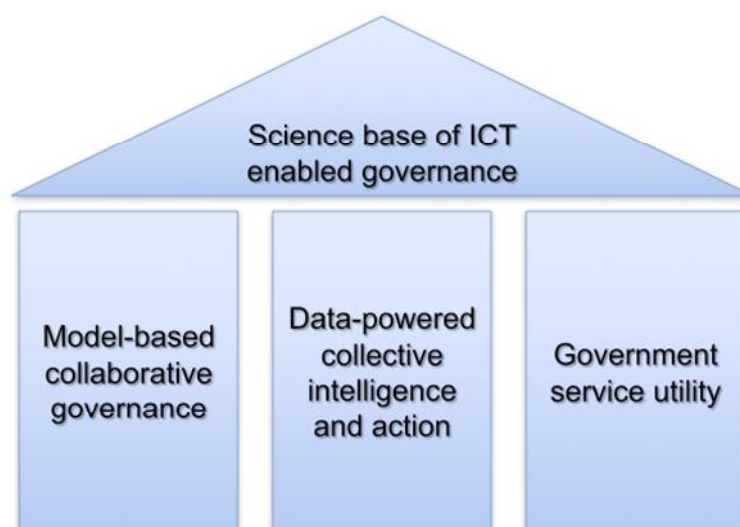 Science base of ICT
enabled governance
Model-based
collaborative
governance
Data-powered
collective
intelligence
and action
Government
service utility